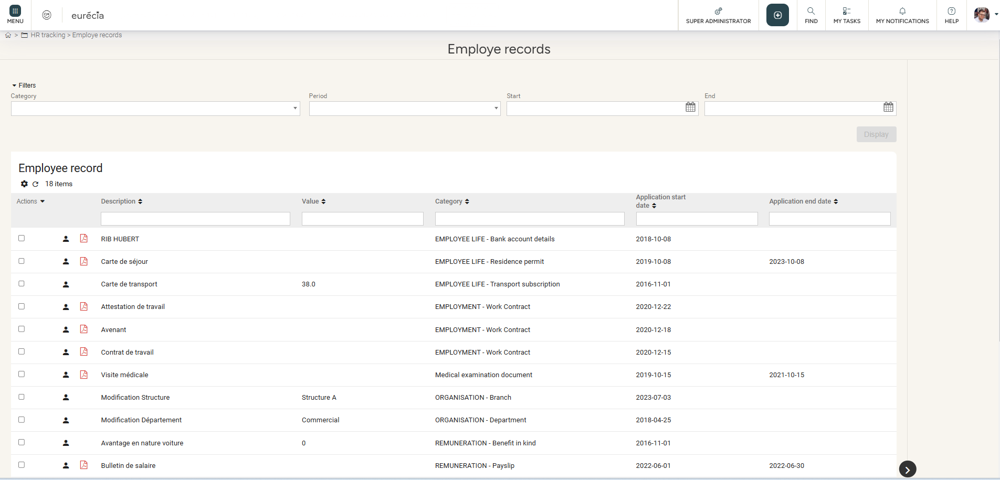 MENU
eurécia
SUPER ADMINISTRATOR
FIND
MY TASKS
MY NOTIFICATIONS
HELP
> HR tracking > Employe records
Employe records
Filters
Category
Period
Start
End
Display
Employee record
18 items
Actions Description Value Category Application start date Application end date
RIB HUBERT EMPLOYEE LIFE - Bank account details 2018-10-08
Carte de séjour EMPLOYEE LIFE - Residence permit 2019-10-08 2023-10-08
Carte de transport 38.0 EMPLOYEE LIFE - Transport subscription 2016-11-01
Attestation de travail EMPLOYMENT - Work Contract 2020-12-22
Avenant EMPLOYMENT - Work Contract 2020-12-18
Contrat de travail EMPLOYMENT - Work Contract 2020-12-15
Visite médicale Medical examination document 2019-10-15 2021-10-15
Modification Structure Structure A ORGANISATION - Branch 2023-07-03
Modification Département Commercial ORGANISATION - Department 2018-04-25
Avantage en nature voiture 0 REMUNERATION - Benefit in kind 2016-11-01
Bulletin de salaire REMUNERATION - Payslip 2022-06-01 2022-06-30